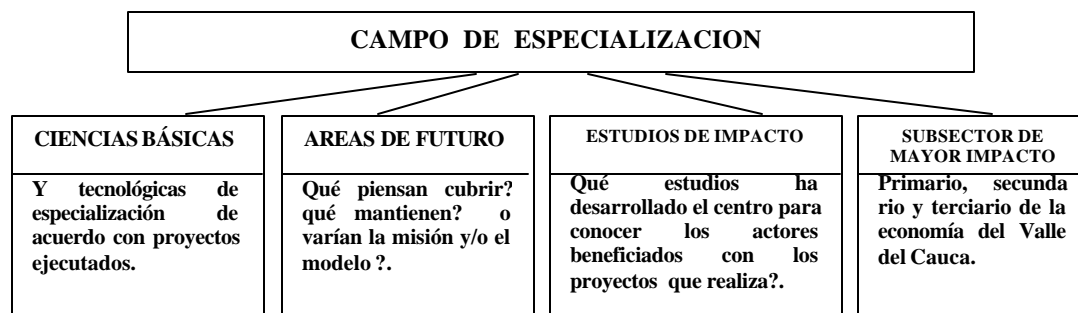 CAMPO DE ESPECIALIZACION
CIENCIAS BÁSICAS
Y tecnológicas de
especialización de
acuerdo con proyectos
ejecutados.
AREAS DE FUTURO
Qué piensan cubrir?
qué mantienen? o
varían la misión y/o el
modelo ?.
ESTUDIOS DE IMPACTO
Qué estudios ha
desarrollado el centro para
conocer los actores
beneficiados con los
proyectos que realiza?.
SUBSECTOR DE
MAYOR IMPACTO
Primario, secunda
rio y terciario de la
economía del Valle
del Cauca.